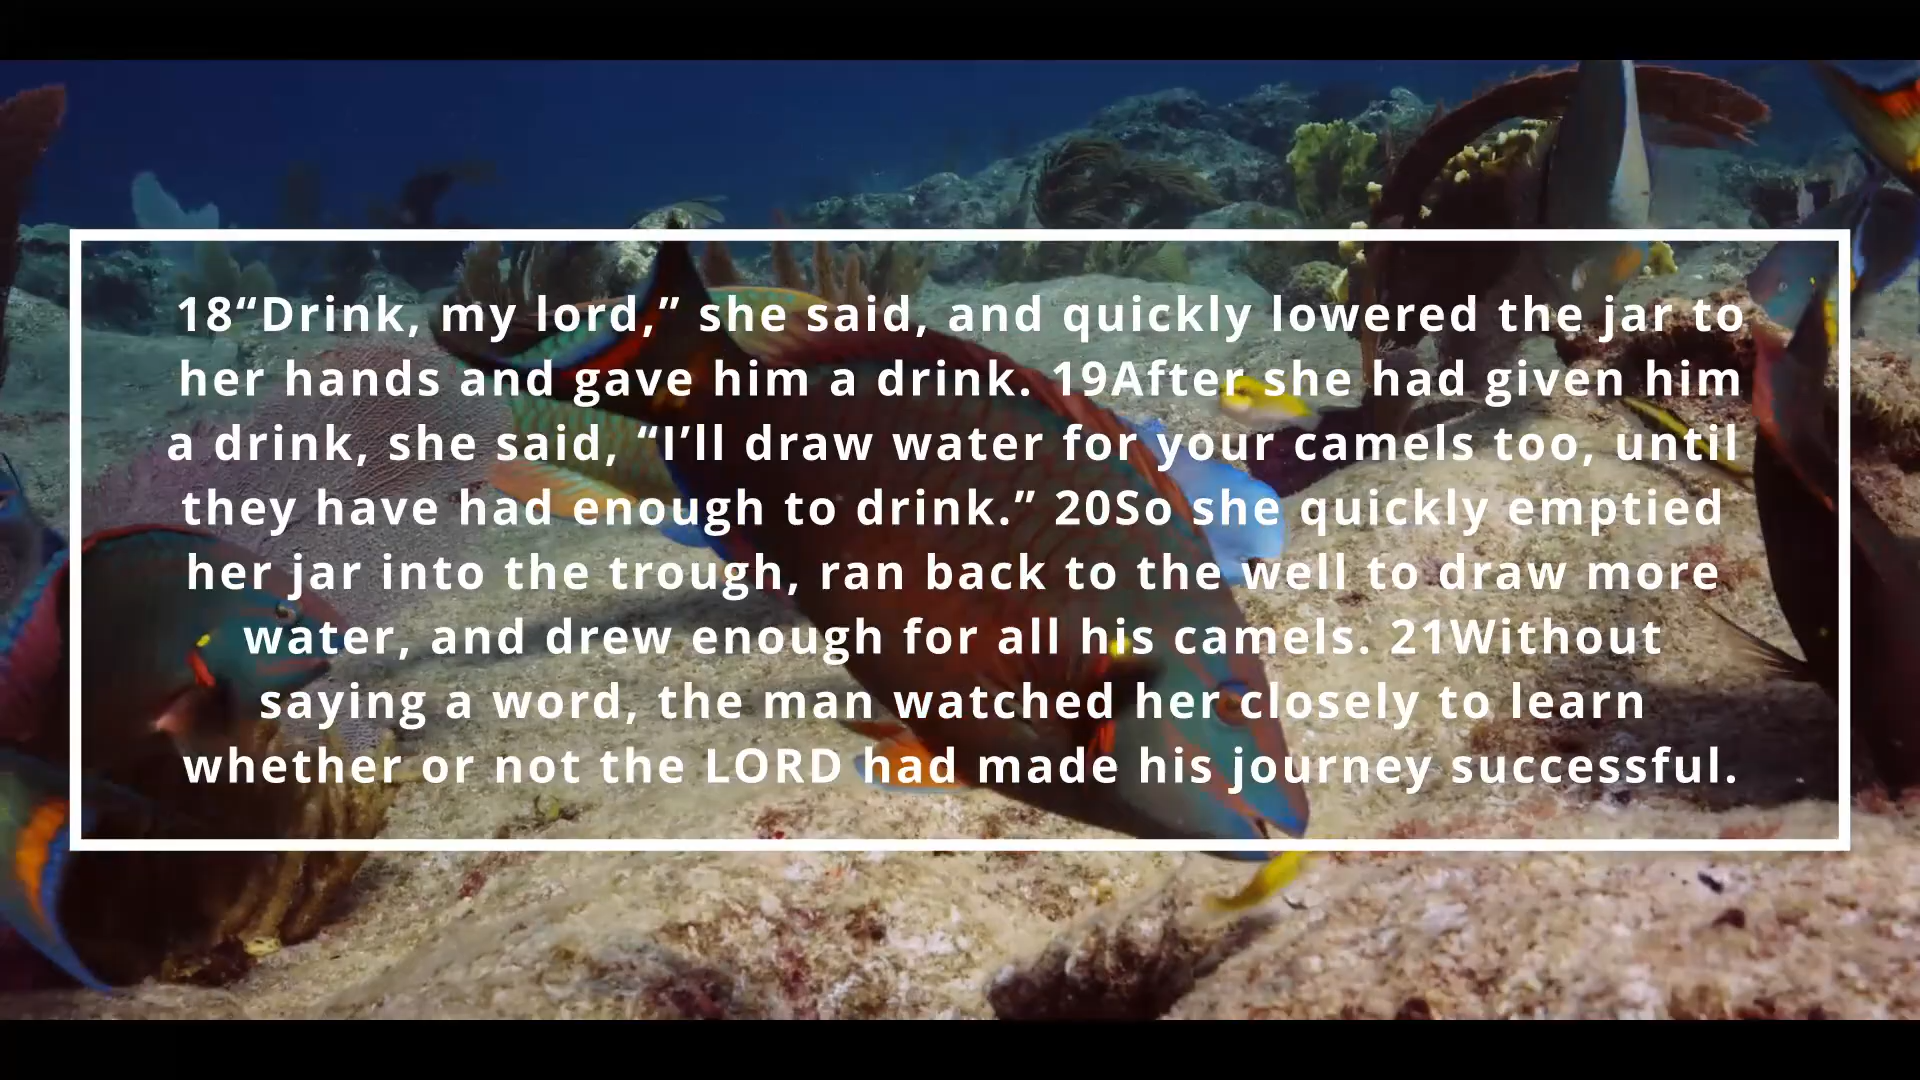 18“Drink, my lord,” she said, and quickly lowered the jar to
her hands and gave him a drink. 19After she had given him
a drink, she said, “I’ll draw water for your camels too, until
they have had enough to drink.” 20So she quickly emptied
her jar into the trough, ran back to the well to draw more
water, and drew enough for all his camels. 21Without
saying a word, the man watched her closely to learn
whether or not the LORD had made his journey successful.